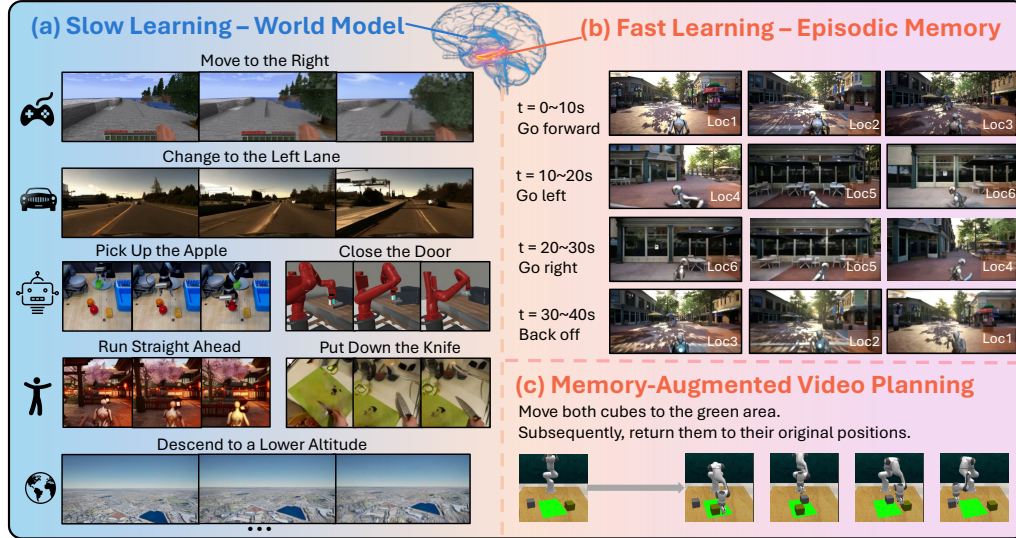 (a) Slow Learning – World Model
Move to the Right
Change to the Left Lane
Pick Up the Apple
Close the Door
Run Straight Ahead
Put Down the Knife
Descend to a Lower Altitude
...
(b) Fast Learning – Episodic Memory
t = 0~10s
Go forward
Loc1
Loc2
Loc3
t = 10~20s
Go left
Loc4
Loc5
Loc6
t = 20~30s
Go right
Loc6
Loc5
Loc4
t = 30~40s
Back off
Loc3
Loc2
Loc1
(c) Memory-Augmented Video Planning
Move both cubes to the green area.
Subsequently, return them to their original positions.